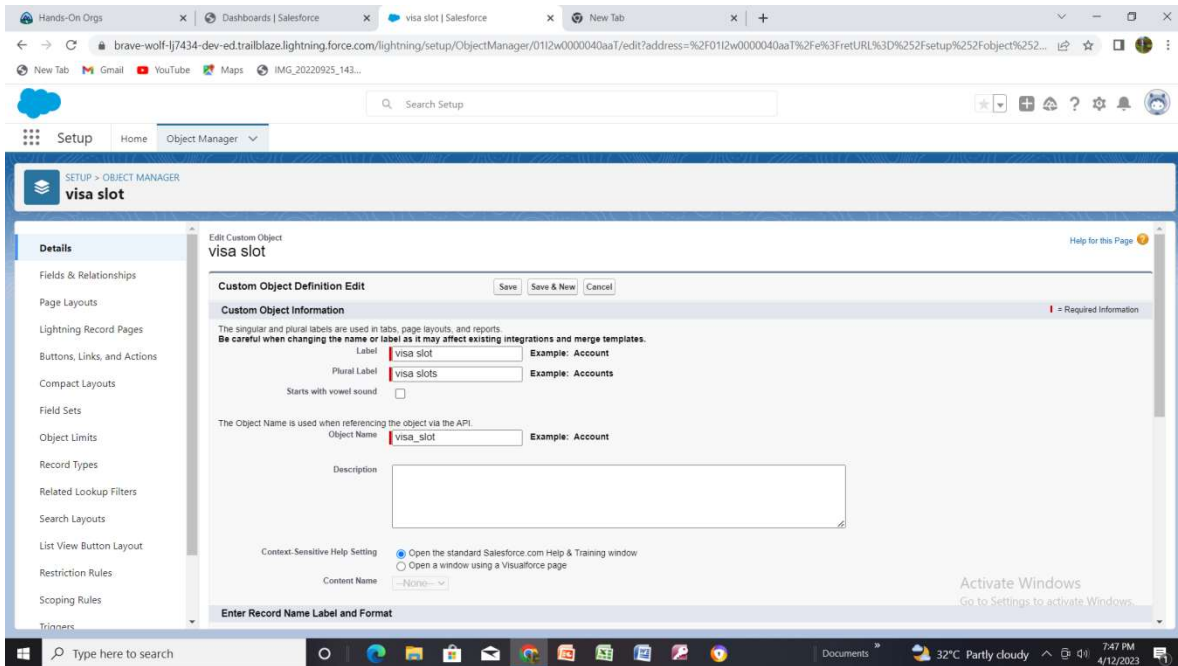 Hands-On Orgs
Dashboards | Salesforce
visa slot | Salesforce
New Tab
brave-wolf-lj7434-dev-ed.trailblaze.lightning.force.com/lightning/setup/ObjectManager/01I2w0000040aaT/edit?address=%2F01I2w0000040aaT%2Fe%3FretURL%3D%252Fsetup%252Fobject%252...
New Tab
Gmail
YouTube
Maps
IMG_20220925_143...
Search Setup
Setup
Home
Object Manager
SETUP > OBJECT MANAGER
visa slot
Details
Fields & Relationships
Page Layouts
Lightning Record Pages
Buttons, Links, and Actions
Compact Layouts
Field Sets
Object Limits
Record Types
Related Lookup Filters
Search Layouts
List View Button Layout
Restriction Rules
Scoping Rules
Triggers
Edit Custom Object
visa slot
Help for this Page
Custom Object Definition Edit
Save
Save & New
Cancel
Custom Object Information
= Required Information
The singular and plural labels are used in tabs, page layouts, and reports.
Be careful when changing the name or label as it may affect existing integrations and merge templates.
Label visa slot Example: Account
Plural Label visa slots Example: Accounts
Starts with vowel sound
The Object Name is used when referencing the object via the API.
Object Name visa_slot Example: Account
Description
Context-Sensitive Help Setting
Open the standard Salesforce.com Help & Training window
Open a window using a Visualforce page
Content Name --None--
Enter Record Name Label and Format
Activate Windows
Go to Settings to activate Windows.
Type here to search
Documents
32°C Partly cloudy
7:47 PM
4/12/2023